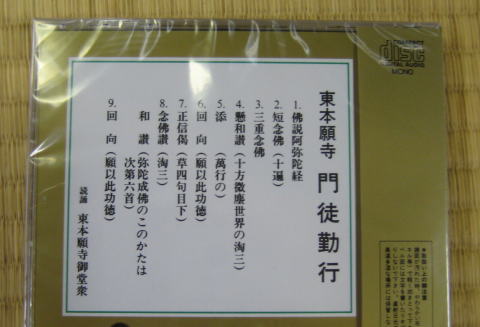 東本願寺 門徒勤行
1. 佛説阿弥陀経
2. 短念佛(十遍)
3. 三重念佛
4. 懸和讃(十方微塵世界の淘三)
5. 添 (萬行の)
6. 回 向(願以此功徳)
7. 正信偈(草四句目下)
8. 念佛讃(淘三)
和 讃(弥陀成佛のこのかたは
次第六首)
9. 回 向(願以此功徳)
読誦 東本願寺御堂衆
COMPACT
disc
DIGITAL AUDIO
MONO